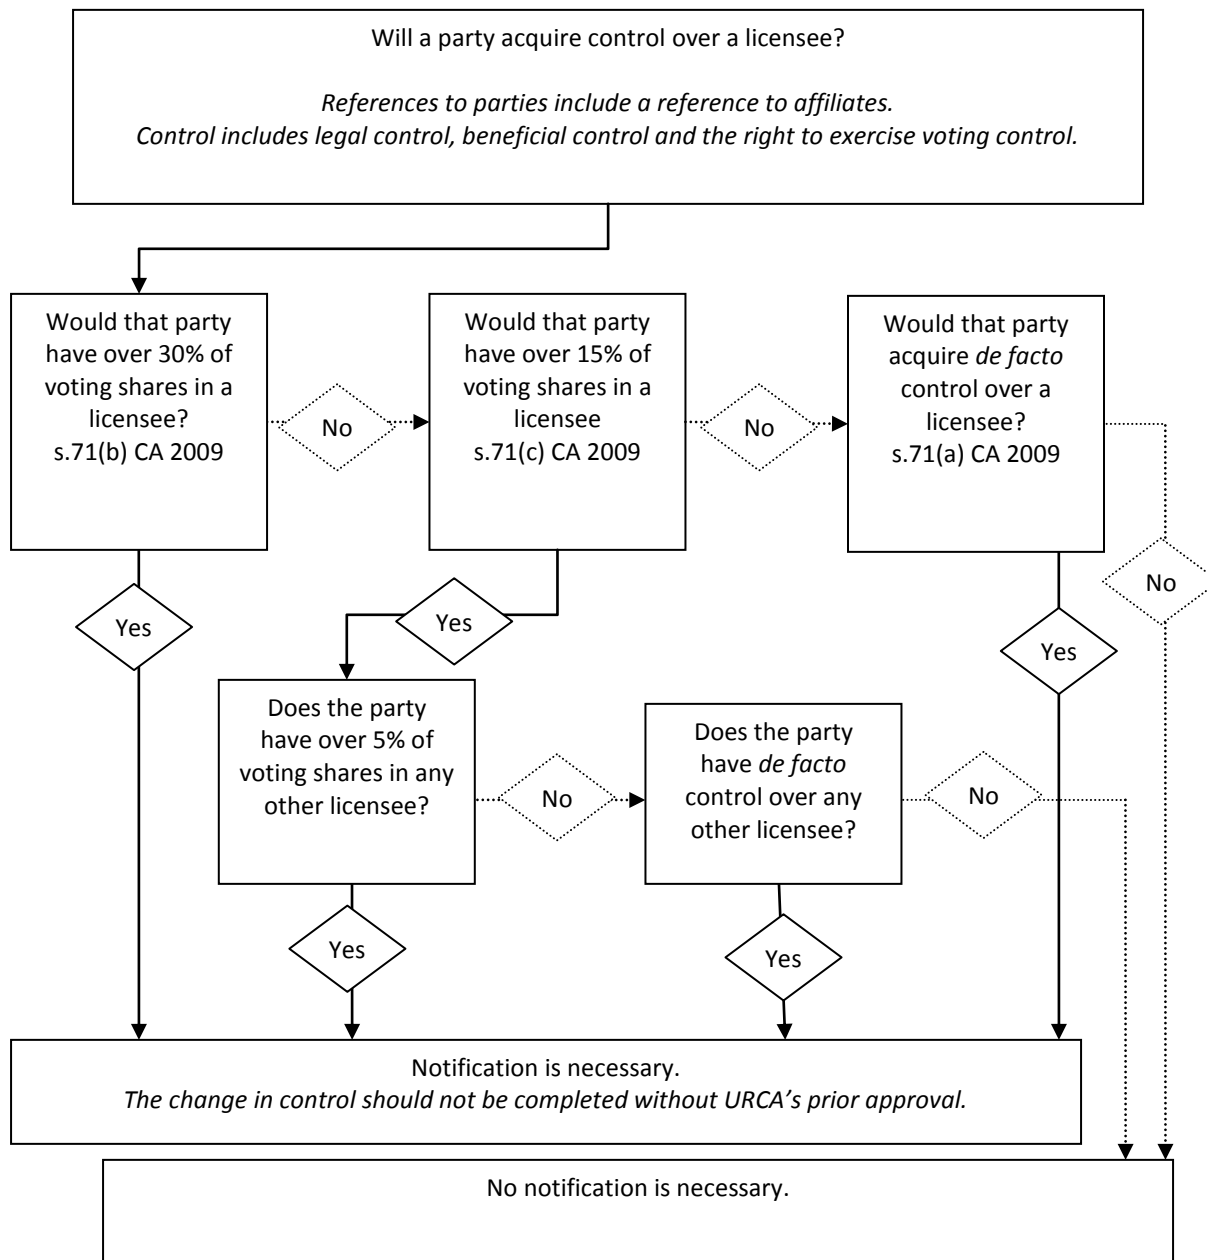 Will a party acquire control over a licensee?
References to parties include a reference to affiliates.
Control includes legal control, beneficial control and the right to exercise voting control.
Would that party
have over 30% of
voting shares in a
licensee?
s.71(b) CA 2009
No
Would that party
have over 15% of
voting shares in a
licensee
s.71(c) CA 2009
No
Would that party
acquire de facto
control over a
licensee?
s.71(a) CA 2009
No
Yes
Yes
Yes
Does the party
have over 5% of
voting shares in any
other licensee?
No
Does the party
have de facto
control over any
other licensee?
No
Yes
Yes
Notification is necessary.
The change in control should not be completed without URCA’s prior approval.
No notification is necessary.